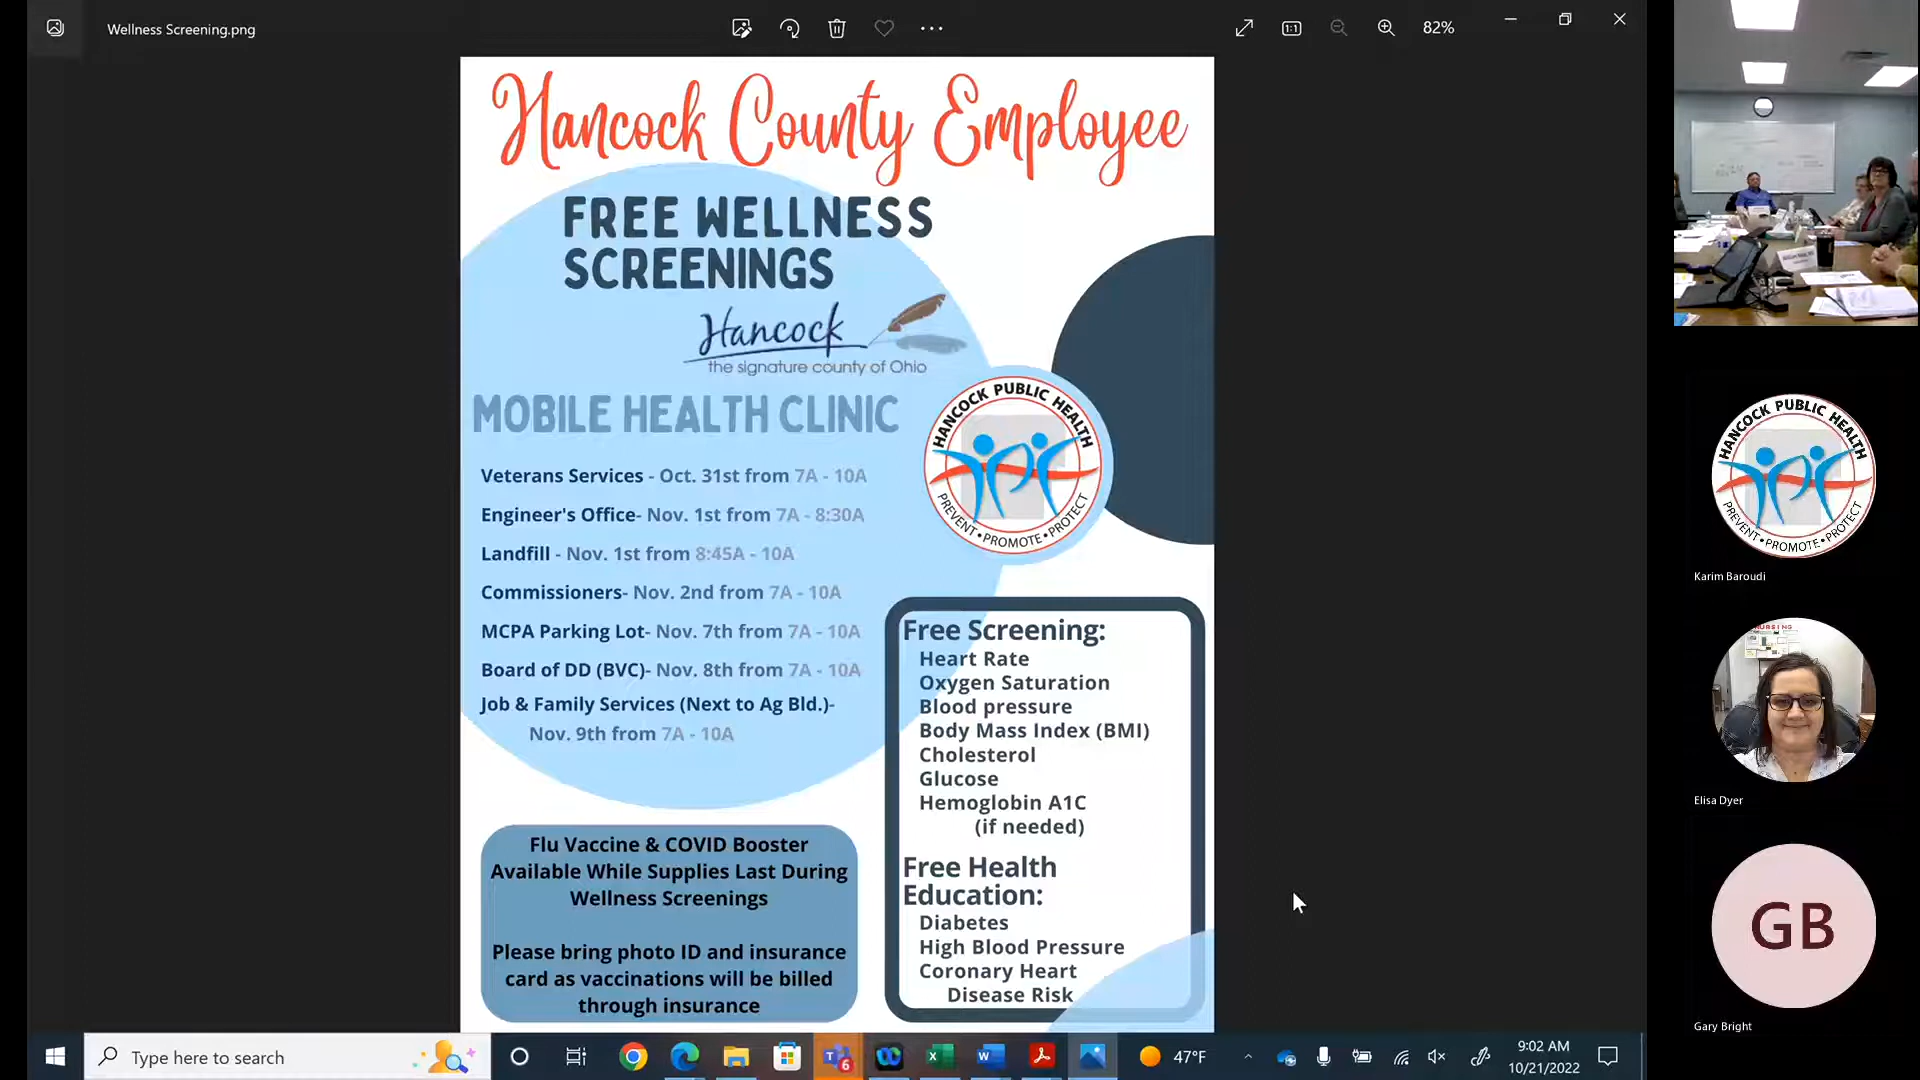 Wellness Screening.png
82%
Hancock County Employee
FREE WELLNESS
SCREENINGS
Hancock
the signature county of Ohio
MOBILE HEALTH CLINIC
HANCOCK PUBLIC HEALTH
PREVENT • PROMOTE • PROTECT
Veterans Services - Oct. 31st from 7A - 10A
Engineer's Office- Nov. 1st from 7A - 8:30A
Landfill - Nov. 1st from 8:45A - 10A
Commissioners- Nov. 2nd from 7A - 10A
MCPA Parking Lot- Nov. 7th from 7A - 10A
Board of DD (BVC)- Nov. 8th from 7A - 10A
Job & Family Services (Next to Ag Bld.)-
Nov. 9th from 7A - 10A
Flu Vaccine & COVID Booster
Available While Supplies Last During
Wellness Screenings
Please bring photo ID and insurance
card as vaccinations will be billed
through insurance
Free Screening:
Heart Rate
Oxygen Saturation
Blood pressure
Body Mass Index (BMI)
Cholesterol
Glucose
Hemoglobin A1C
(if needed)
Free Health
Education:
Diabetes
High Blood Pressure
Coronary Heart
Disease Risk
HANCOCK PUBLIC HEALTH
PREVENT • PROMOTE • PROTECT
Karim Baroudi
NURSING
Elisa Dyer
GB
Gary Bright
Type here to search
6
47°F
9:02 AM
10/21/2022